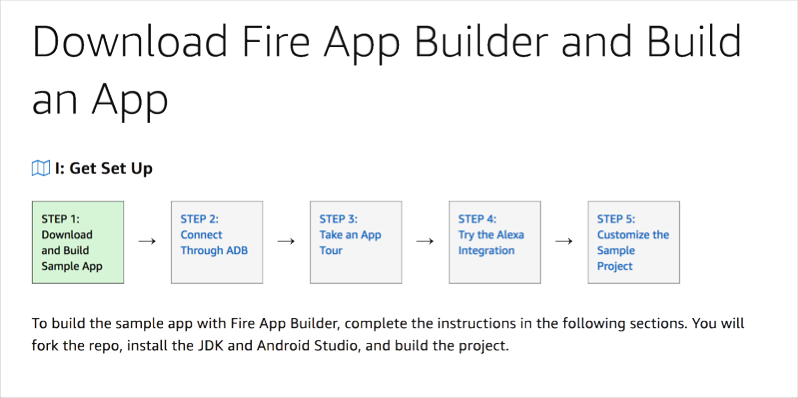 Download Fire App Builder and Build
an App
I: Get Set Up
STEP 1:
Download
and Build
Sample App
→
STEP 2:
Connect
Through ADB
→
STEP 3:
Take an App
Tour
→
STEP 4:
Try the Alexa
Integration
→
STEP 5:
Customize the
Sample
Project
To build the sample app with Fire App Builder, complete the instructions in the following sections. You will
fork the repo, install the JDK and Android Studio, and build the project.